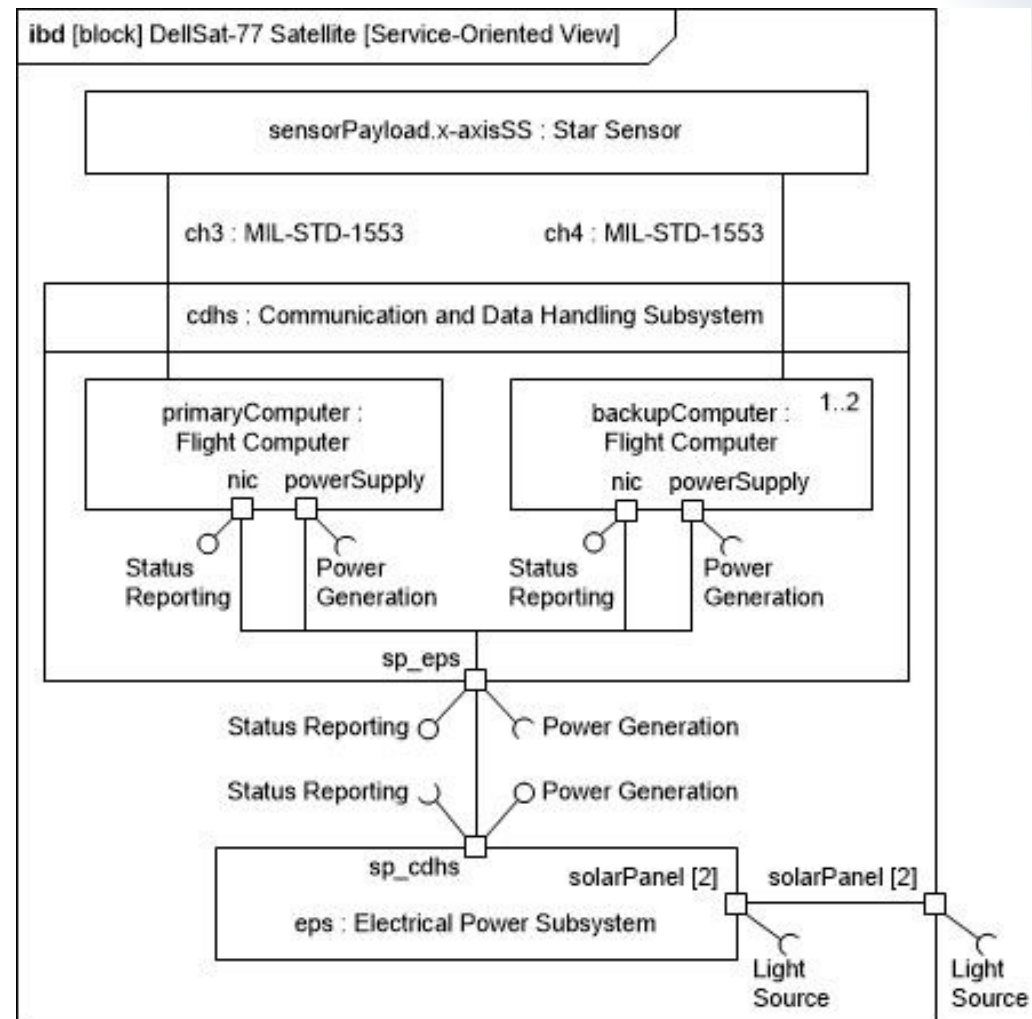 ibd [block] DellSat-77 Satellite [Service-Oriented View]
sensorPayload.x-axisSS : Star Sensor
ch3 : MIL-STD-1553
ch4 : MIL-STD-1553
cdhs : Communication and Data Handling Subsystem
primaryComputer :
Flight Computer
nic
powerSupply
Status
Reporting
Power
Generation
backupComputer :
Flight Computer
1..2
nic
powerSupply
Status
Reporting
Power
Generation
sp_eps
Status Reporting
Power Generation
Status Reporting
Power Generation
sp_cdhs
solarPanel [2]
solarPanel [2]
eps : Electrical Power Subsystem
Light
Source
Light
Source